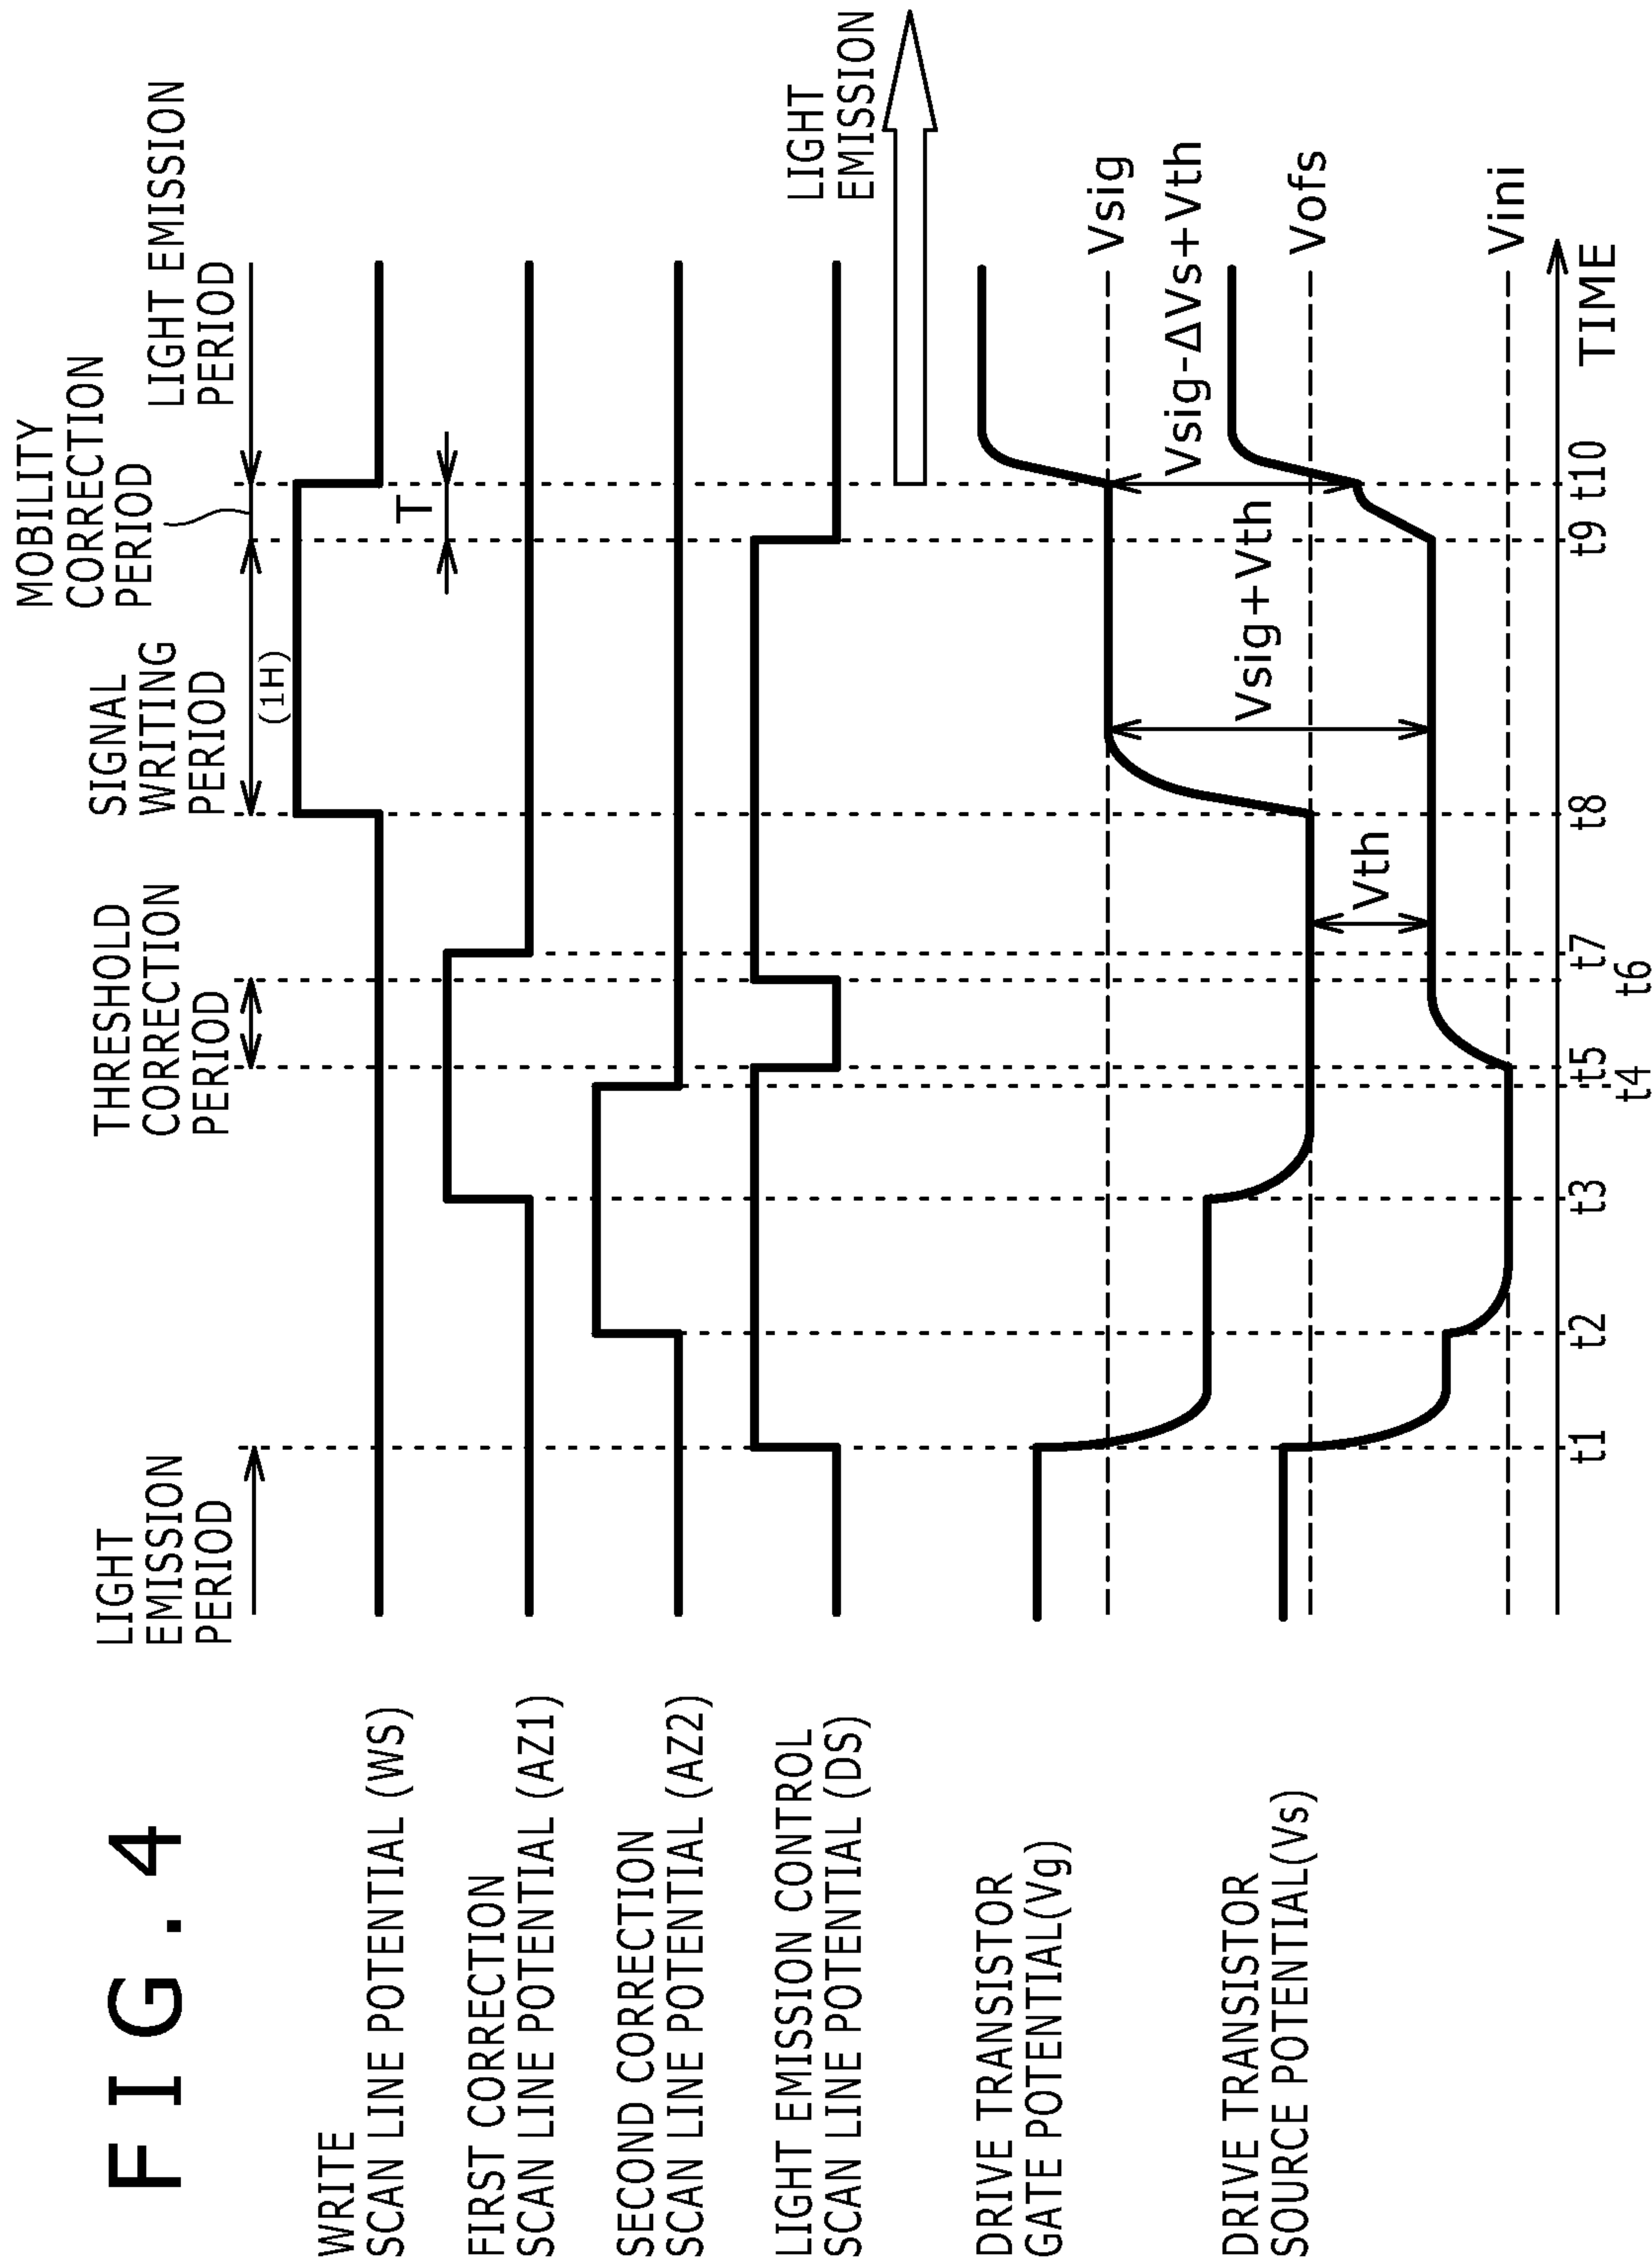 FIG.4
LIGHT
EMISSION
PERIOD
THRESHOLD
CORRECTION
PERIOD
SIGNAL
WRITING
PERIOD
MOBILITY
CORRECTION
PERIOD
LIGHT EMISSION
PERIOD
(1H)
WRITE
SCAN LINE POTENTIAL (WS)
T
FIRST CORRECTION
SCAN LINE POTENTIAL (AZ1)
SECOND CORRECTION
SCAN LINE POTENTIAL (AZ2)
LIGHT EMISSION CONTROL
SCAN LINE POTENTIAL (DS)
LIGHT
EMISSION
DRIVE TRANSISTOR
GATE POTENTIAL(Vg)
Vsig
Vsig-ΔVs+Vth
Vsig+Vth
DRIVE TRANSISTOR
SOURCE POTENTIAL(Vs)
Vofs
Vth
Vini
t1 t2 t3 t5 t7 t8 t9 t10 TIME
t4 t6